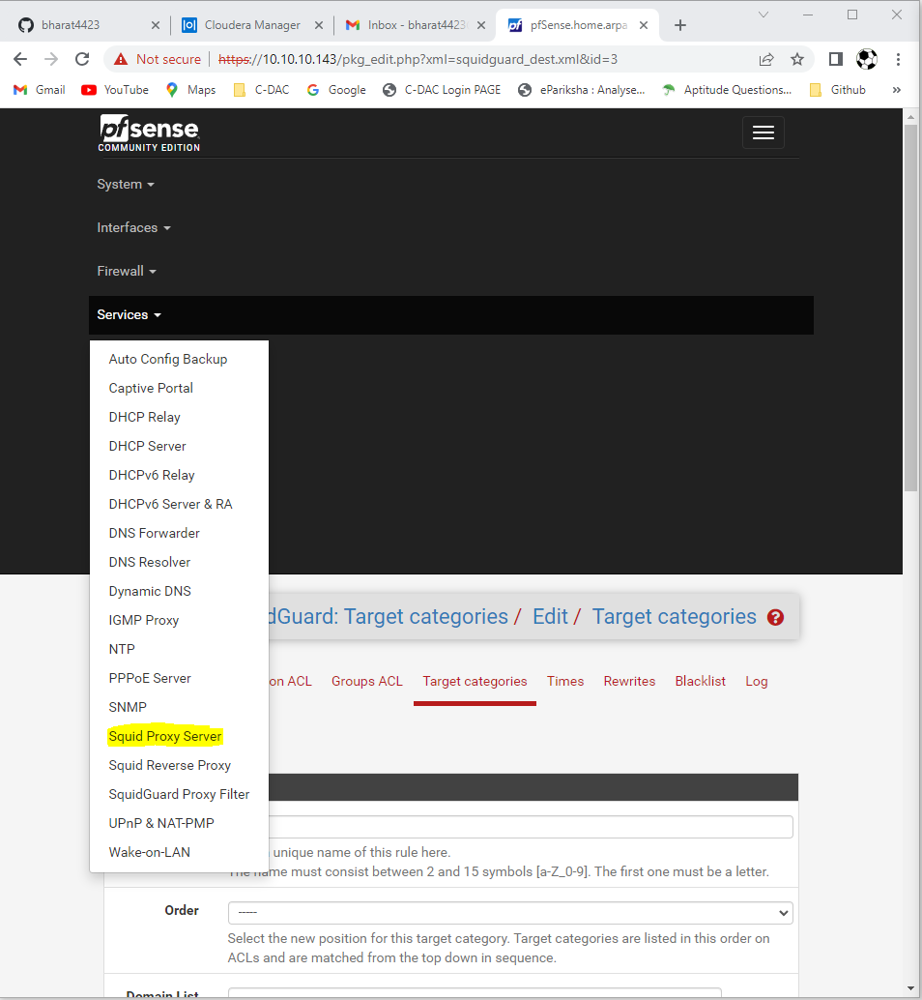 bharat4423
Cloudera Manager
Inbox - bharat4423
pfSense.home.arpa
Not secure
https://10.10.10.143/pkg_edit.php?xml=squidguard_dest.xml&id=3
Gmail
YouTube
Maps
C-DAC
Google
C-DAC Login PAGE
ePariksha : Analyse...
Aptitude Questions...
Github
»
pfsense
COMMUNITY EDITION
System
Interfaces
Firewall
Services
Auto Config Backup
Captive Portal
DHCP Relay
DHCP Server
DHCPv6 Relay
DHCPv6 Server & RA
DNS Forwarder
DNS Resolver
Dynamic DNS
IGMP Proxy
NTP
PPPoE Server
SNMP
Squid Proxy Server
Squid Reverse Proxy
SquidGuard Proxy Filter
UPnP & NAT-PMP
Wake-on-LAN
dGuard: Target categories / Edit / Target categories ?
on ACL
Groups ACL
Target categories
Times
Rewrites
Blacklist
Log
unique name of this rule here.
The name must consist between 2 and 15 symbols [a-Z_0-9]. The first one must be a letter.
Order
-----
Select the new position for this target category. Target categories are listed in this order on
ACLs and are matched from the top down in sequence.
Domain List